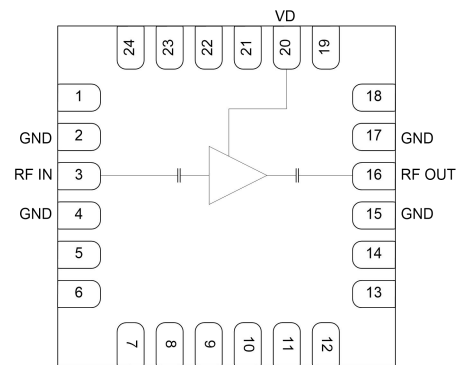 VD
24 23 22 21 20 19
1 18
GND 2 17 GND
RF IN 3 16 RF OUT
GND 4 15 GND
5 14
6 13
7 8 9 10 11 12